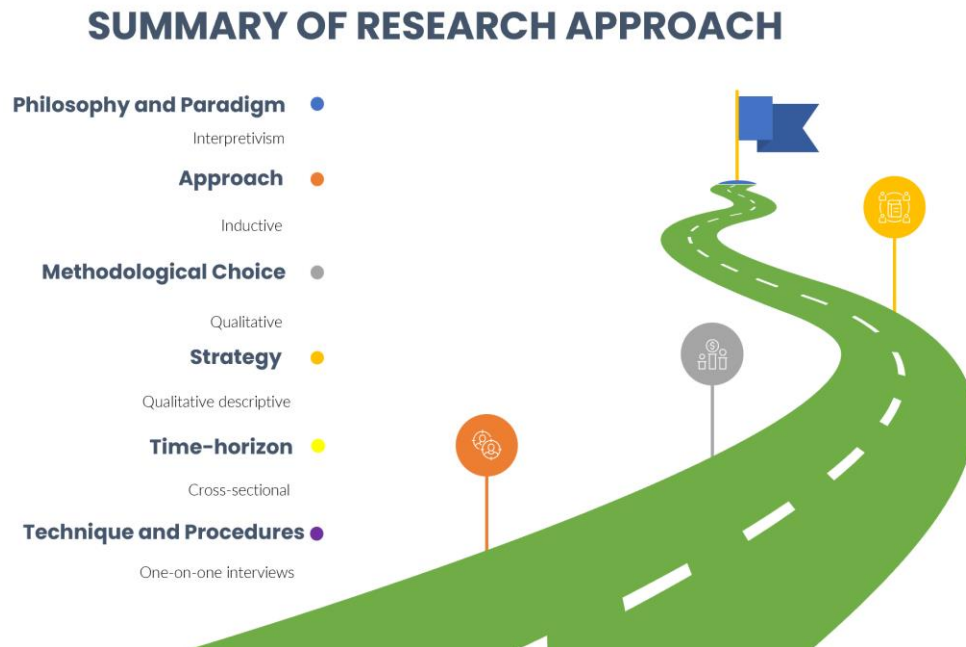 SUMMARY OF RESEARCH APPROACH
Philosophy and Paradigm
Interpretivism
Approach
Inductive
Methodological Choice
Qualitative
Strategy
Qualitative descriptive
Time-horizon
Cross-sectional
Technique and Procedures
One-on-one interviews
$